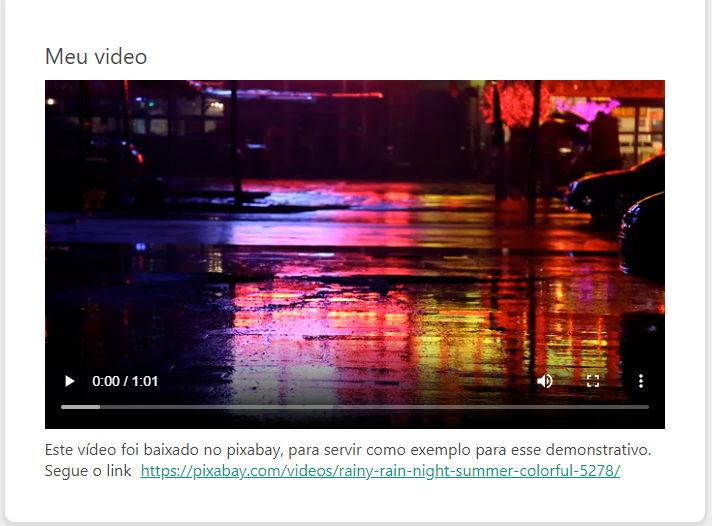 Meu video
0:00 / 1:01
Este vídeo foi baixado no pixabay, para servir como exemplo para esse demonstrativo.
Segue o link https://pixabay.com/videos/rainy-rain-night-summer-colorful-5278/